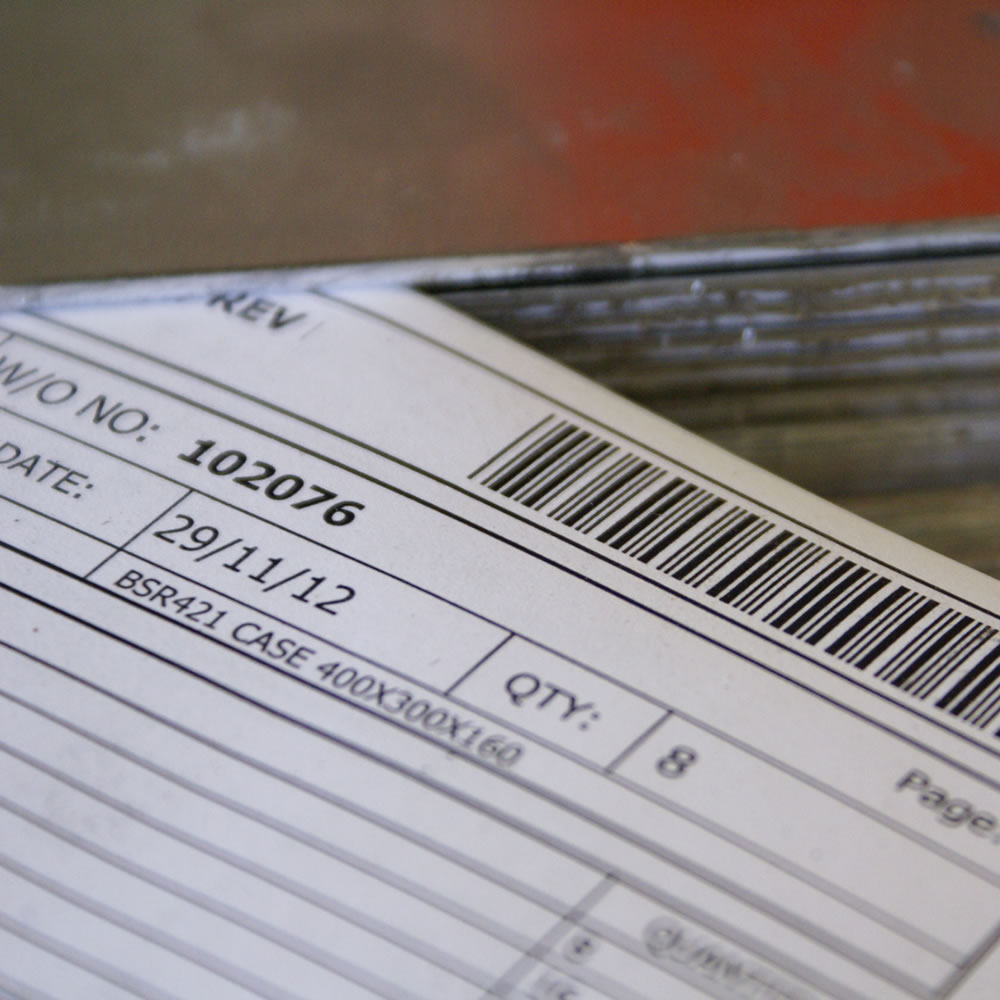 REV
W/O NO: 102076
DATE: 29/11/12 QTY: 8 Page
BSR421 CASE 400X300X160